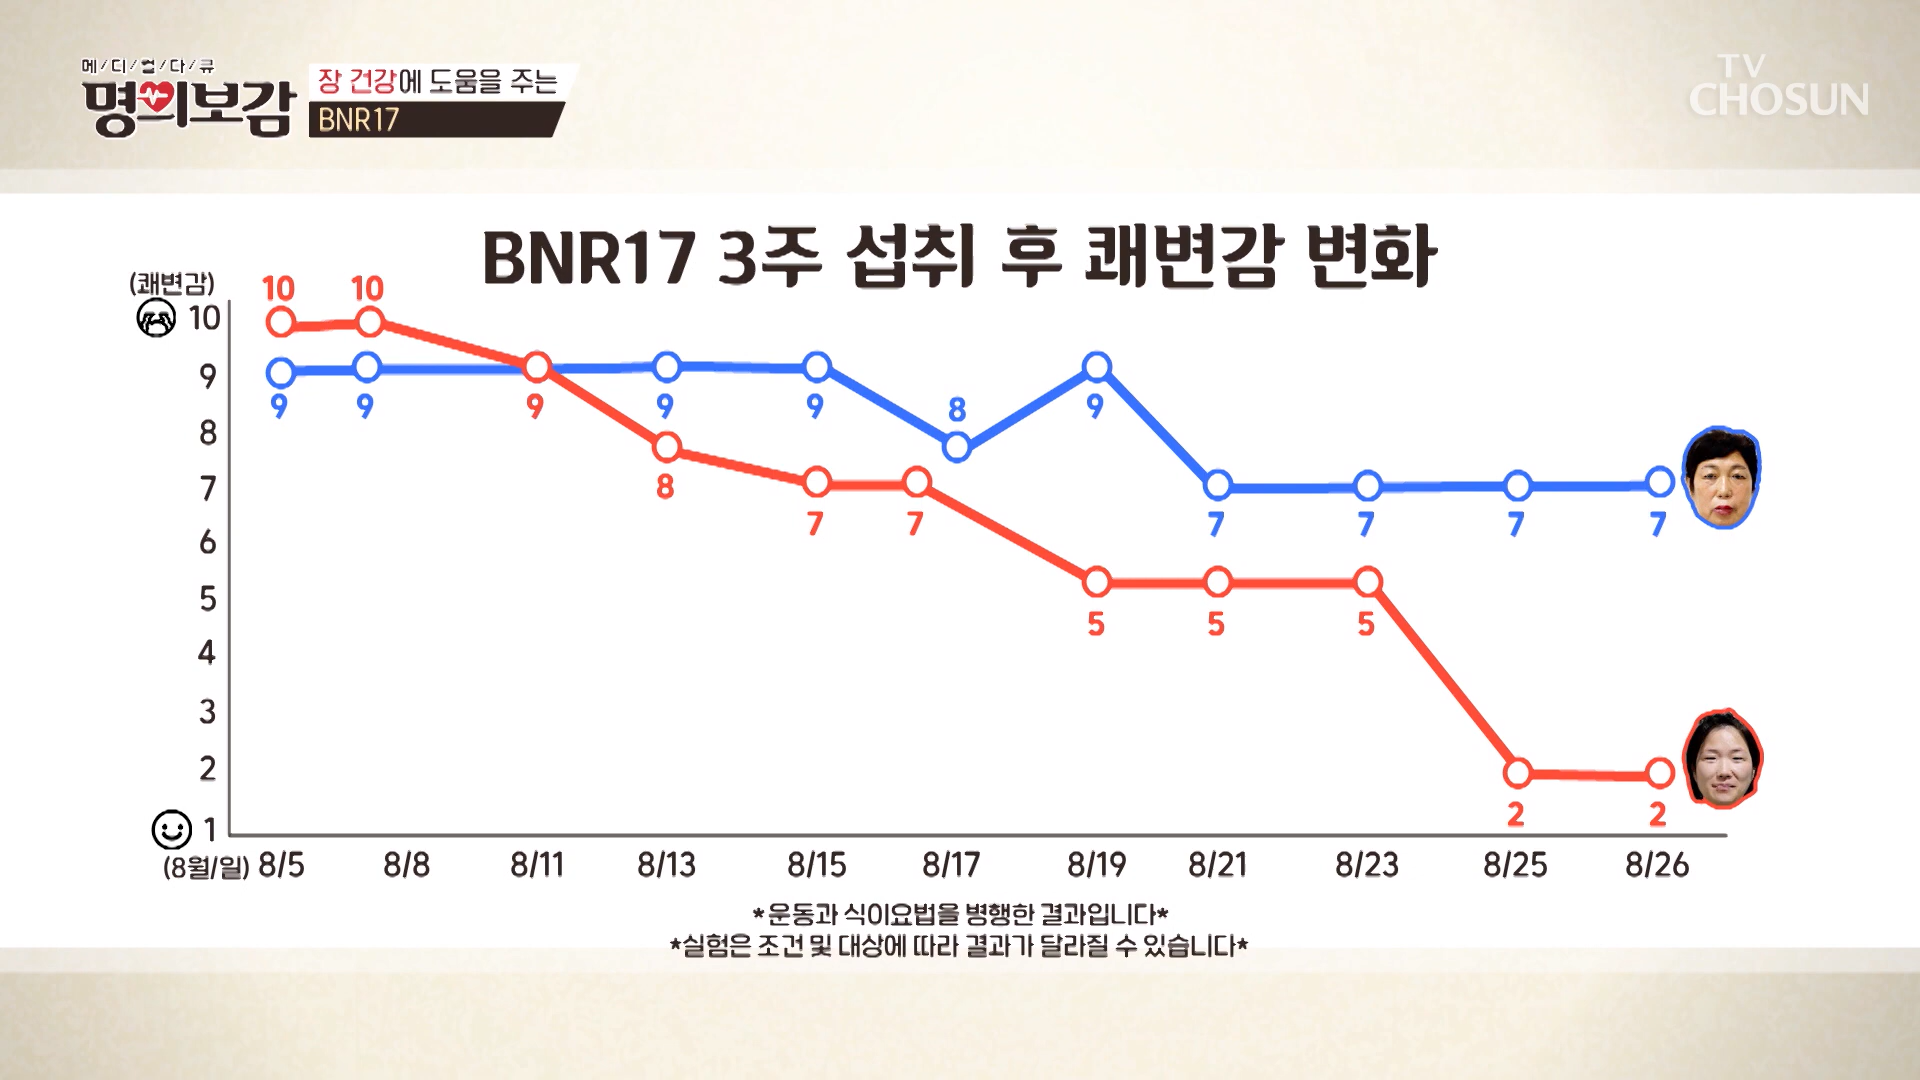 메/디/컬/다/큐
명의보감
장 건강에 도움을 주는
BNR17
TV
CHOSUN
BNR17 3주 섭취 후 쾌변감 변화
(쾌변감)
10
9
8
7
6
5
4
3
2
1
10 10 9 8 7 7 5 5 5 2 2
9 9 9 9 8 9 7 7 7 7
(8월/일) 8/5 8/8 8/11 8/13 8/15 8/17 8/19 8/21 8/23 8/25 8/26
*운동과 식이요법을 병행한 결과입니다*
*실험은 조건 및 대상에 따라 결과가 달라질 수 있습니다*